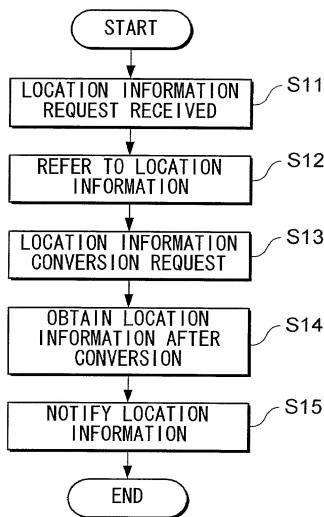 START
LOCATION INFORMATION
REQUEST RECEIVED
S11
REFER TO LOCATION
INFORMATION
S12
LOCATION INFORMATION
CONVERSION REQUEST
S13
OBTAIN LOCATION
INFORMATION AFTER
CONVERSION
S14
NOTIFY LOCATION
INFORMATION
S15
END